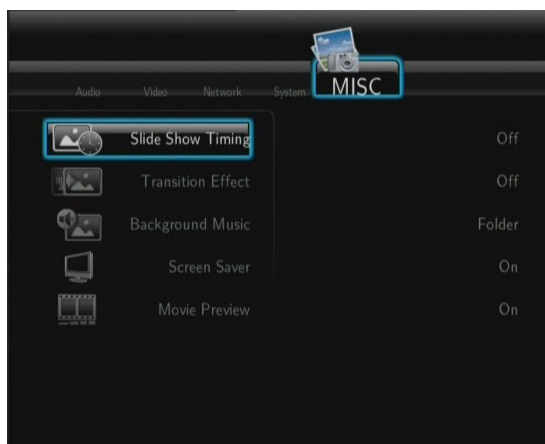 Audio Video Network System MISC
Slide Show Timing Off
Transition Effect Off
Background Music Folder
Screen Saver On
Movie Preview On